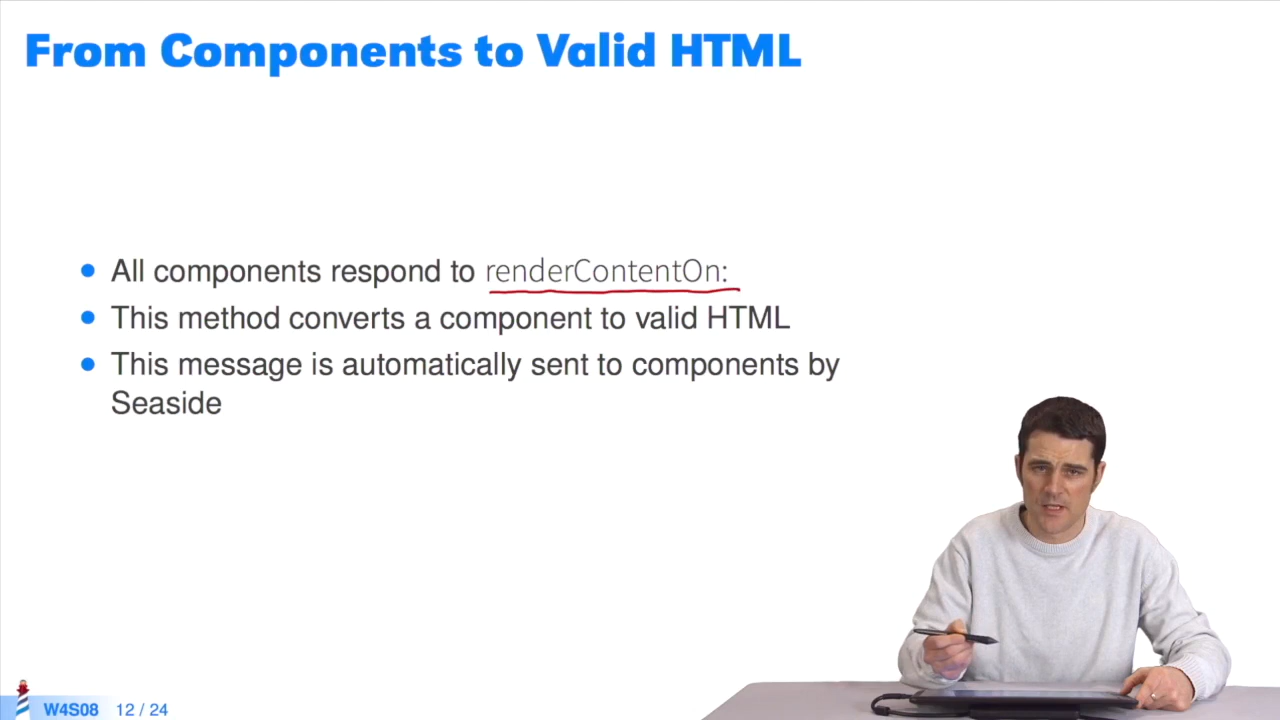 From Components to Valid HTML
All components respond to renderContentOn:
This method converts a component to valid HTML
This message is automatically sent to components by
Seaside
W4S08 12 / 24